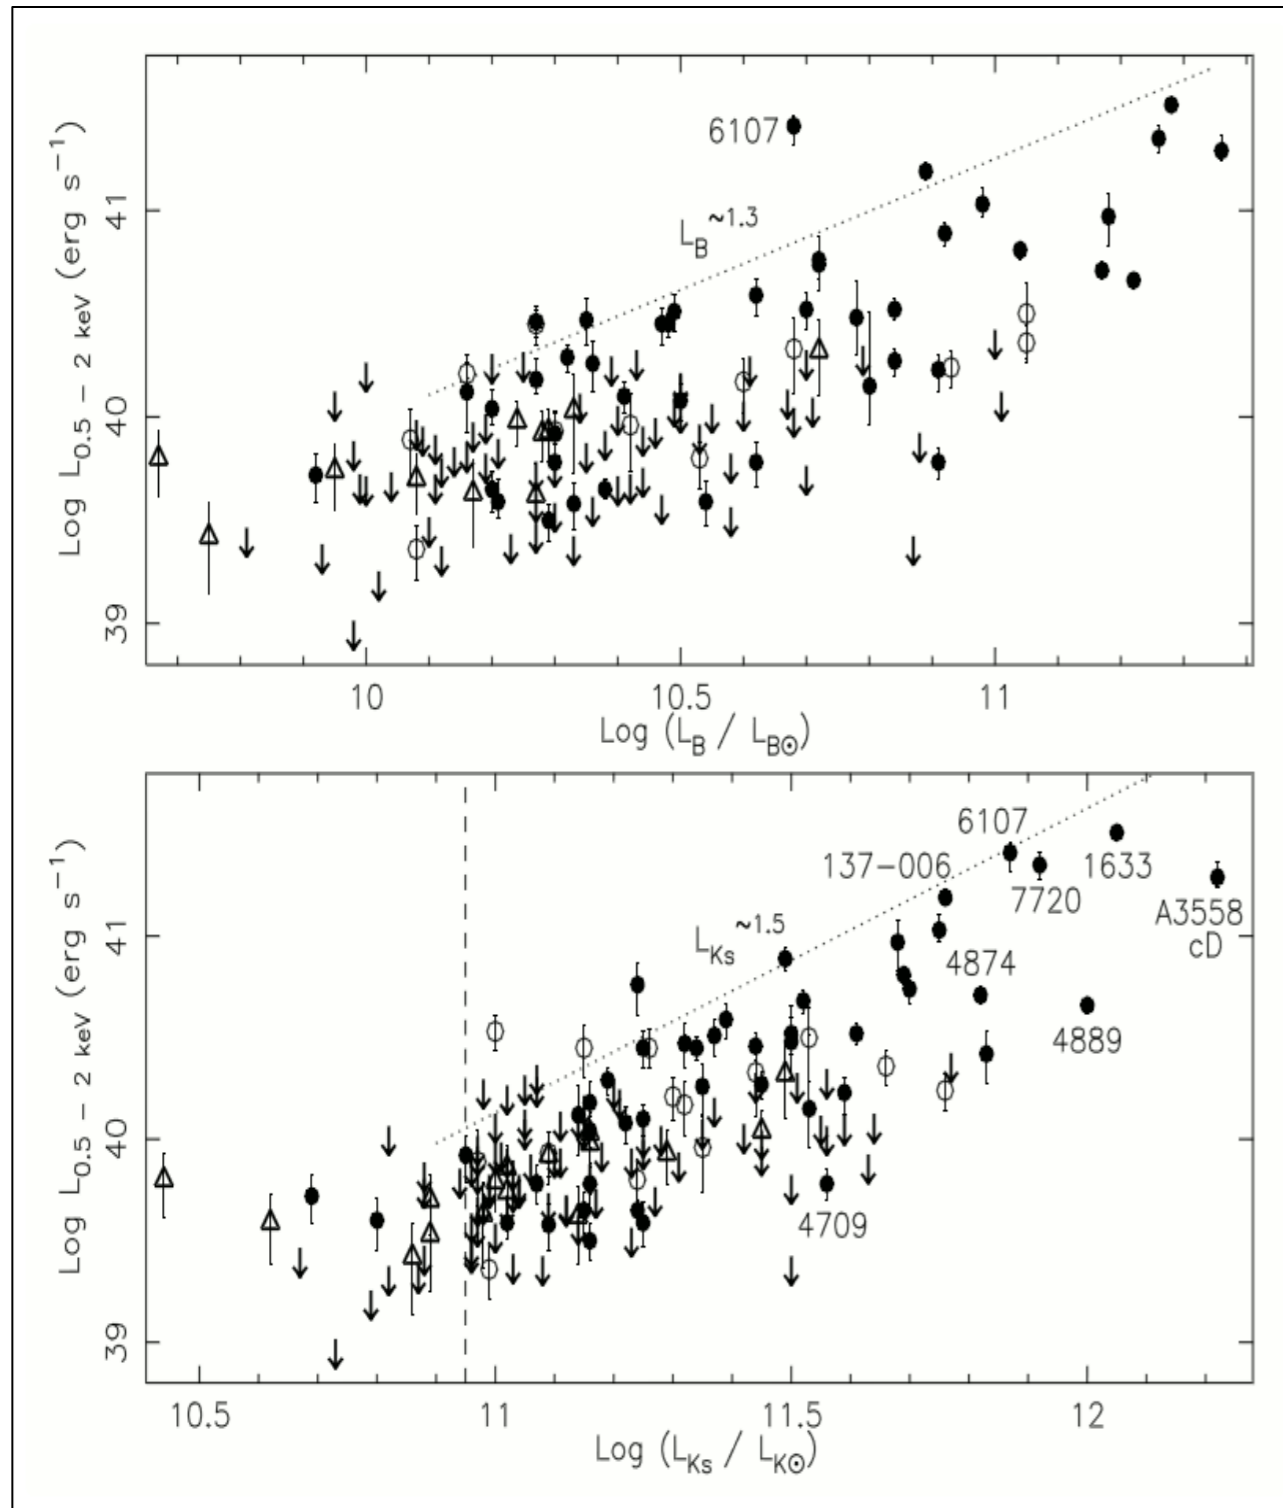 6107
L_B^~1.3
Log L_0.5 − 2 keV (erg s^−1)
41
40
39
10
10.5
11
Log (L_B / L_B⊙)
6107
137−006
7720
1633
A3558
cD
L_Ks^~1.5
4874
4889
4709
Log L_0.5 − 2 keV (erg s^−1)
41
40
39
10.5
11
11.5
12
Log (L_Ks / L_K⊙)